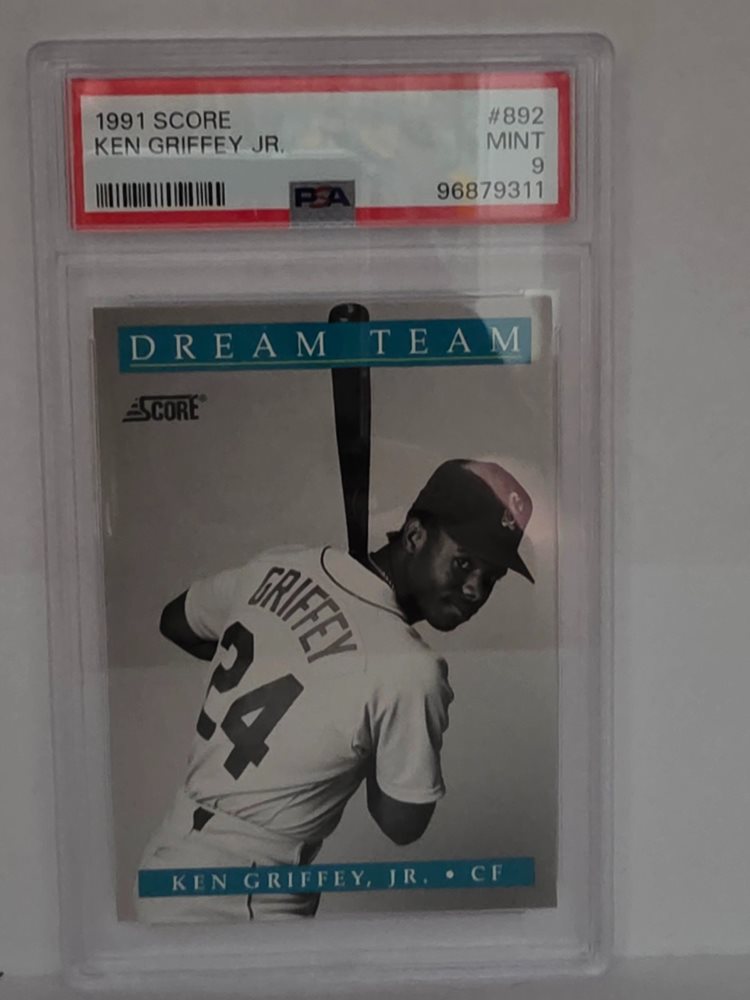 1991 SCORE #892
KEN GRIFFEY JR. MINT
9
PSA 96879311
DREAM TEAM
SCORE®
GRIFFEY
24
KEN GRIFFEY, JR. • CF